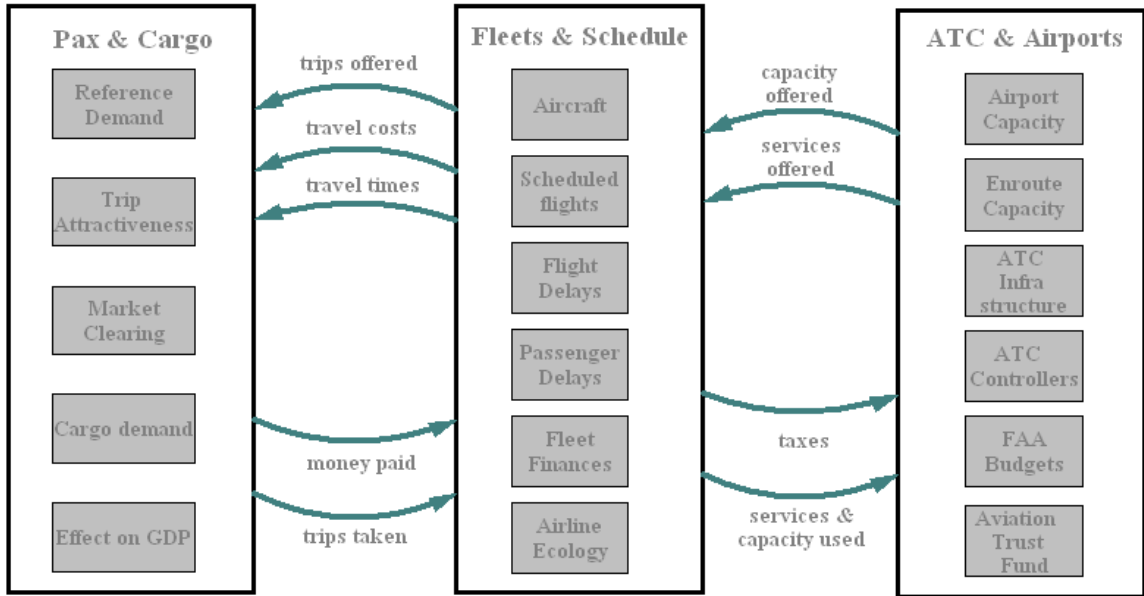 Pax & Cargo
Reference
Demand
Trip
Attractiveness
Market
Clearing
Cargo demand
Effect on GDP
trips offered
travel costs
travel times
money paid
trips taken
Fleets & Schedule
Aircraft
Scheduled
flights
Flight
Delays
Passenger
Delays
Fleet
Finances
Airline
Ecology
capacity
offered
services
offered
taxes
services &
capacity used
ATC & Airports
Airport
Capacity
Enroute
Capacity
ATC
Infra
structure
ATC
Controllers
FAA
Budgets
Aviation
Trust
Fund